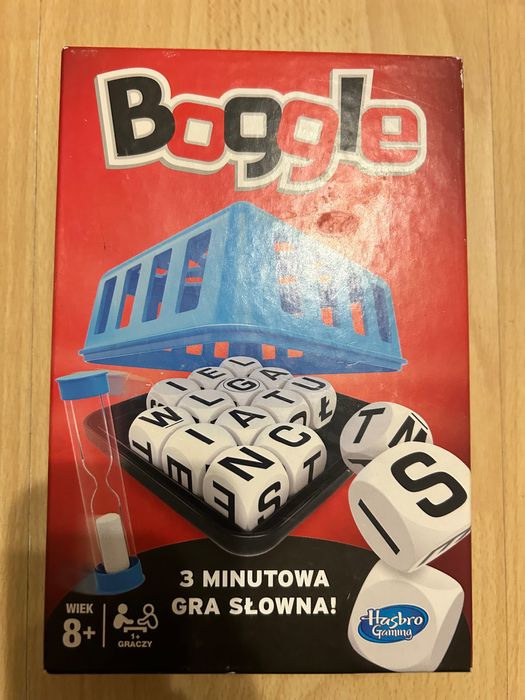 Boggle
I E L
W L G A
I A T U
N C Ł
T E E S T
T N
I S
3 MINUTOWA
GRA SŁOWNA!
WIEK
8+
1+
GRACZY
Hasbro
Gaming